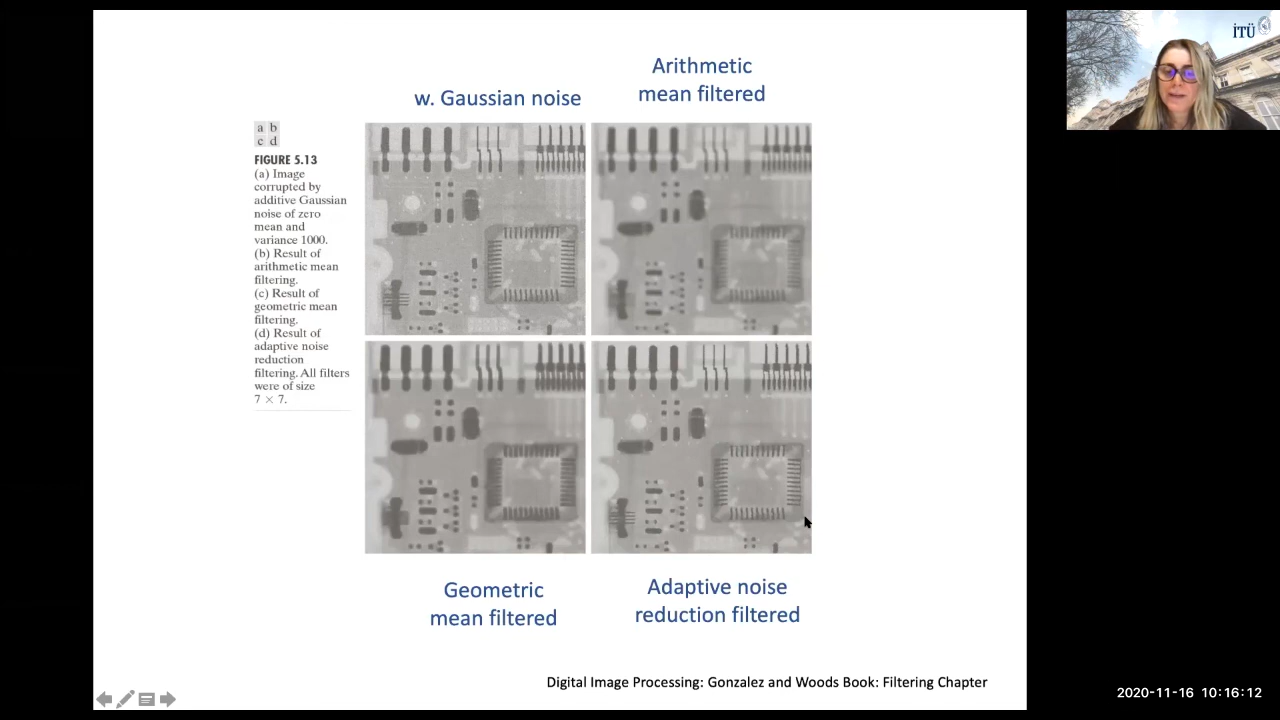 Arithmetic
mean filtered
w. Gaussian noise
a b
c d
FIGURE 5.13
(a) Image
corrupted by
additive Gaussian
noise of zero
mean and
variance 1000.
(b) Result of
arithmetic mean
filtering.
(c) Result of
geometric mean
filtering.
(d) Result of
adaptive noise
reduction
filtering. All filters
were of size
7 × 7.
Geometric
mean filtered
Adaptive noise
reduction filtered
Digital Image Processing: Gonzalez and Woods Book: Filtering Chapter
İTÜ
2020-11-16 10:16:12